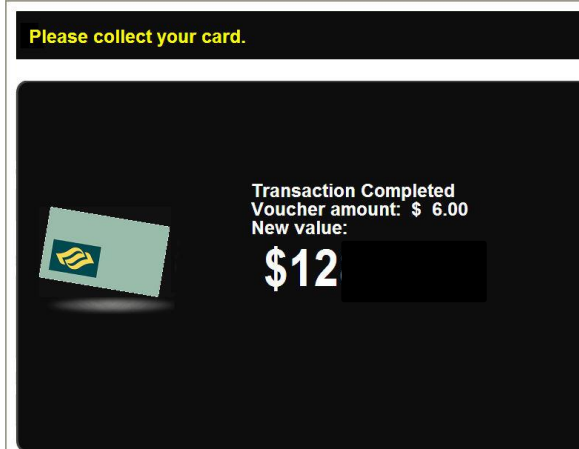 Please collect your card.
Transaction Completed
Voucher amount: $ 6.00
New value:
$12